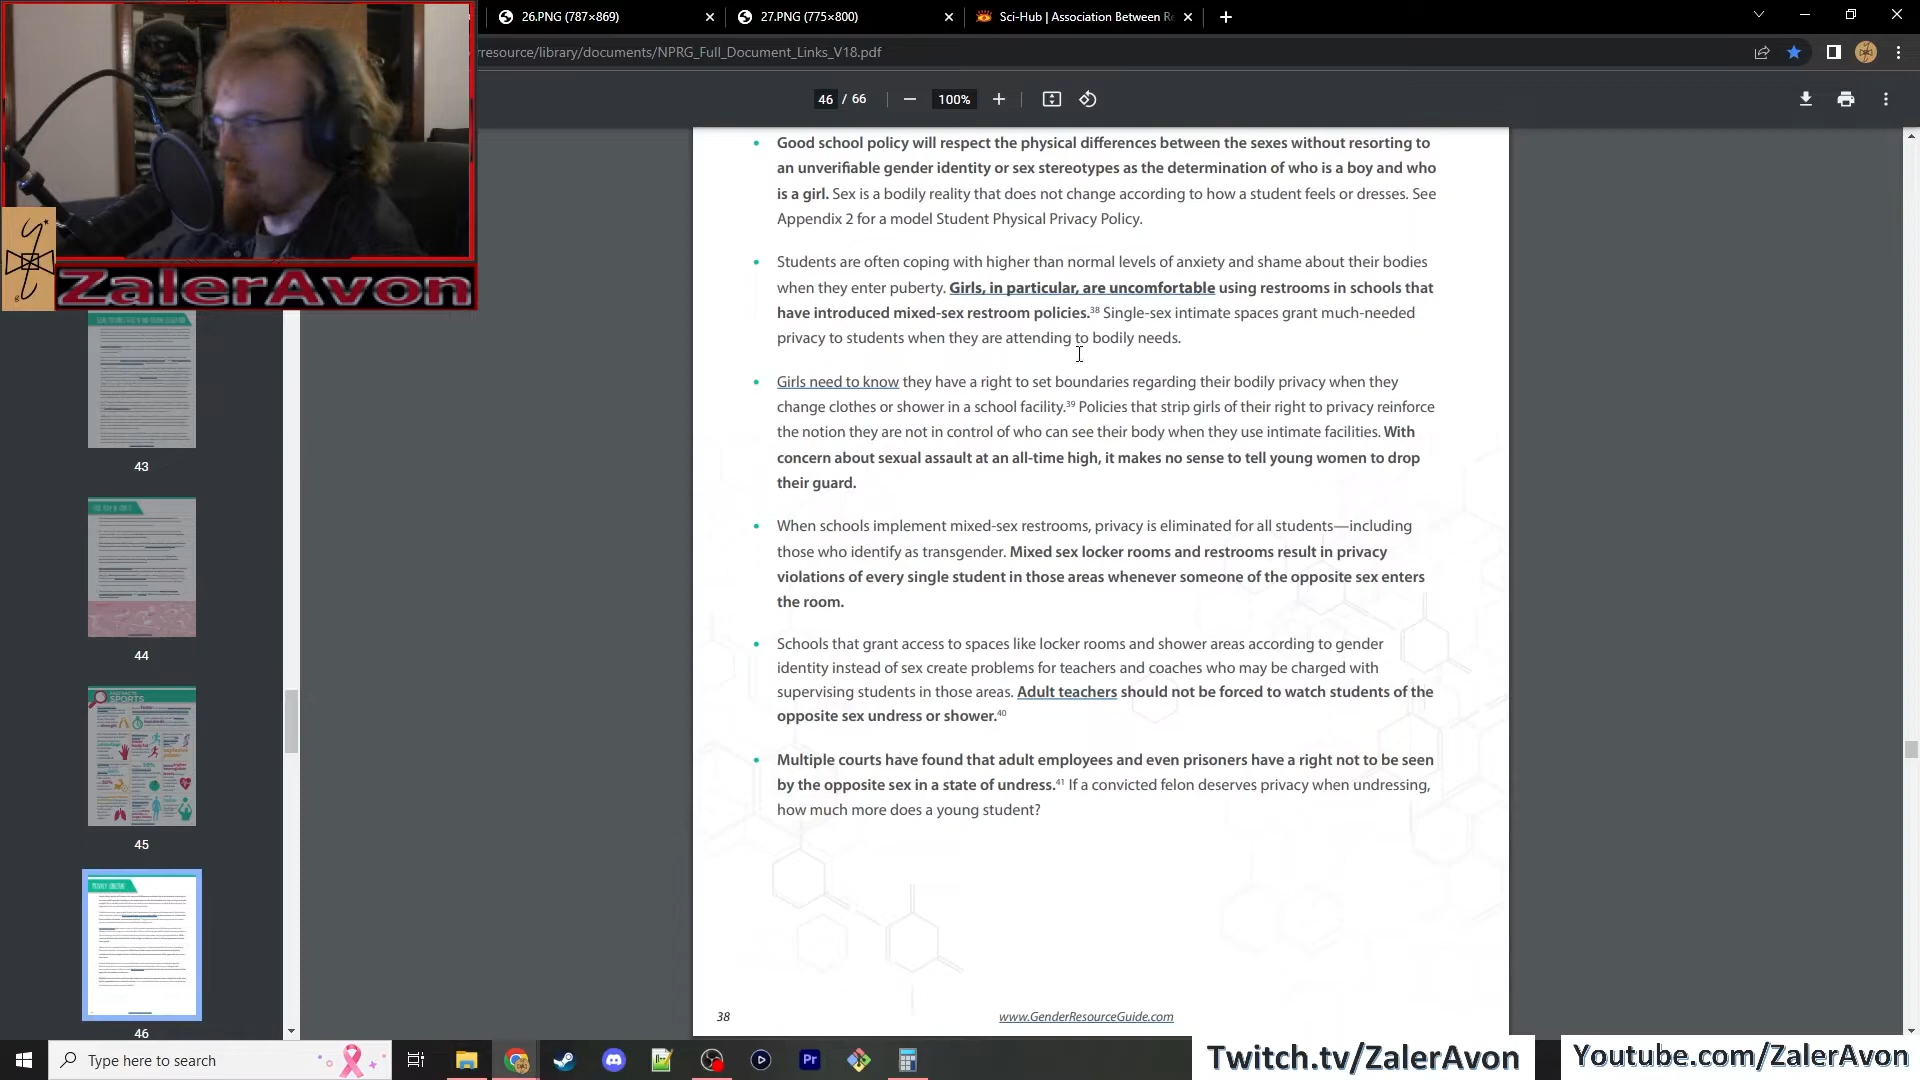 26.PNG (787×869)
27.PNG (775×800)
Sci-Hub | Association Between Re
rresource/library/documents/NPRG_Full_Document_Links_V18.pdf
46 / 66
100%
ZalerAvon
43
44
SPORTS
45
46
Good school policy will respect the physical differences between the sexes without resorting to
an unverifiable gender identity or sex stereotypes as the determination of who is a boy and who
is a girl. Sex is a bodily reality that does not change according to how a student feels or dresses. See
Appendix 2 for a model Student Physical Privacy Policy.
Students are often coping with higher than normal levels of anxiety and shame about their bodies
when they enter puberty. Girls, in particular, are uncomfortable using restrooms in schools that
have introduced mixed-sex restroom policies.38 Single-sex intimate spaces grant much-needed
privacy to students when they are attending to bodily needs.
Girls need to know they have a right to set boundaries regarding their bodily privacy when they
change clothes or shower in a school facility.39 Policies that strip girls of their right to privacy reinforce
the notion they are not in control of who can see their body when they use intimate facilities. With
concern about sexual assault at an all-time high, it makes no sense to tell young women to drop
their guard.
When schools implement mixed-sex restrooms, privacy is eliminated for all students—including
those who identify as transgender. Mixed sex locker rooms and restrooms result in privacy
violations of every single student in those areas whenever someone of the opposite sex enters
the room.
Schools that grant access to spaces like locker rooms and shower areas according to gender
identity instead of sex create problems for teachers and coaches who may be charged with
supervising students in those areas. Adult teachers should not be forced to watch students of the
opposite sex undress or shower.40
Multiple courts have found that adult employees and even prisoners have a right not to be seen
by the opposite sex in a state of undress.41 If a convicted felon deserves privacy when undressing,
how much more does a young student?
38
www.GenderResourceGuide.com
Type here to search
Twitch.tv/ZalerAvon
Youtube.com/ZalerAvon